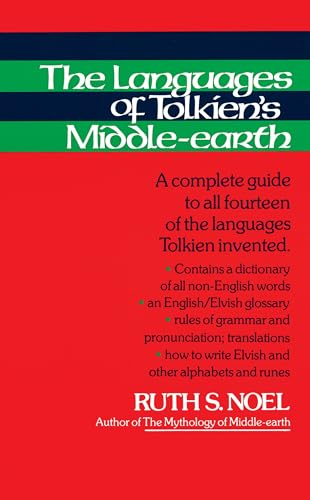 The Languages
of Tolkien's
Middle-earth
A complete guide
to all fourteen
of the languages
Tolkien invented.
• Contains a dictionary
of all non-English words
• an English/Elvish glossary
• rules of grammar and
pronunciation; translations
• how to write Elvish and
other alphabets and runes
RUTH S. NOEL
Author of The Mythology of Middle-earth